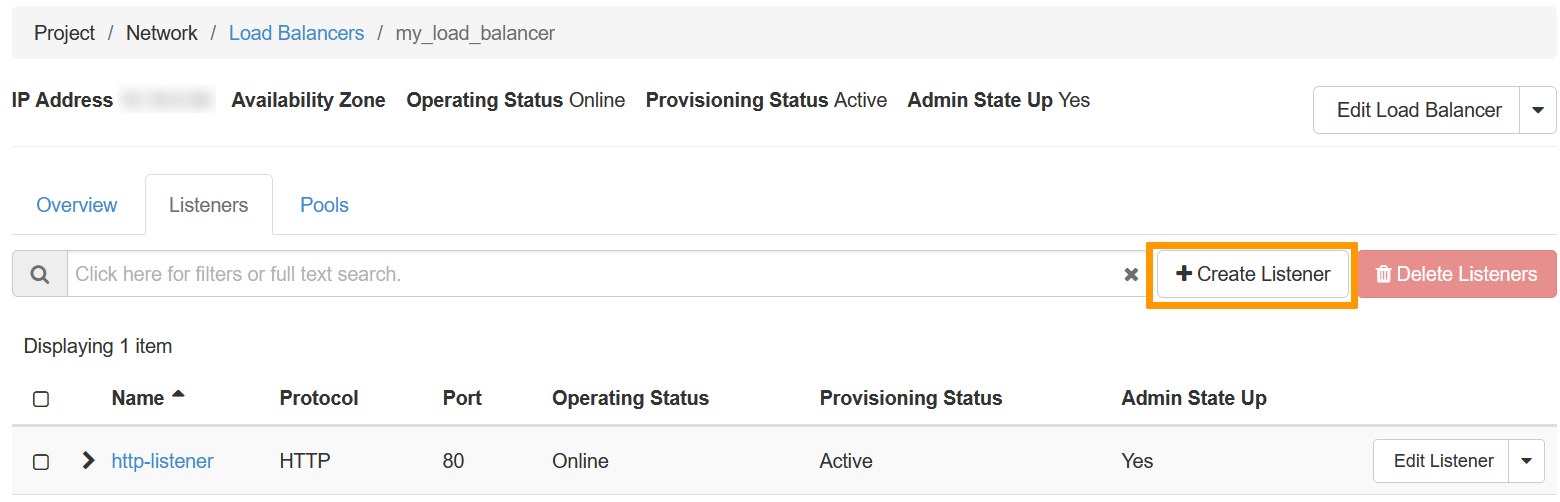 Project / Network / Load Balancers / my_load_balancer
IP Address Availability Zone Operating Status Online Provisioning Status Active Admin State Up Yes
Edit Load Balancer
Overview Listeners Pools
Click here for filters or full text search. Create Listener Delete Listeners
Displaying 1 item
Name Protocol Port Operating Status Provisioning Status Admin State Up
http-listener HTTP 80 Online Active Yes Edit Listener